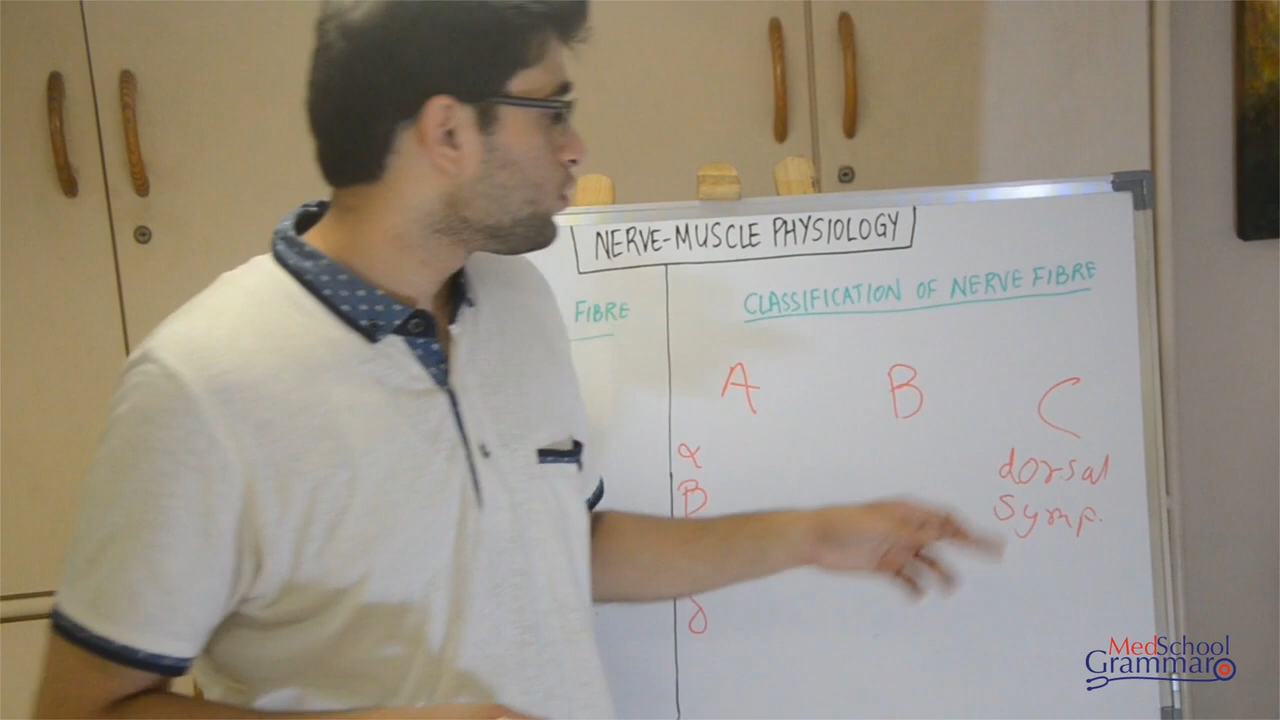 NERVE-MUSCLE PHYSIOLOGY
FIBRE
CLASSIFICATION OF NERVE FIBRE
A B C
α
B
dorsal
symp.
MedSchool
Grammar